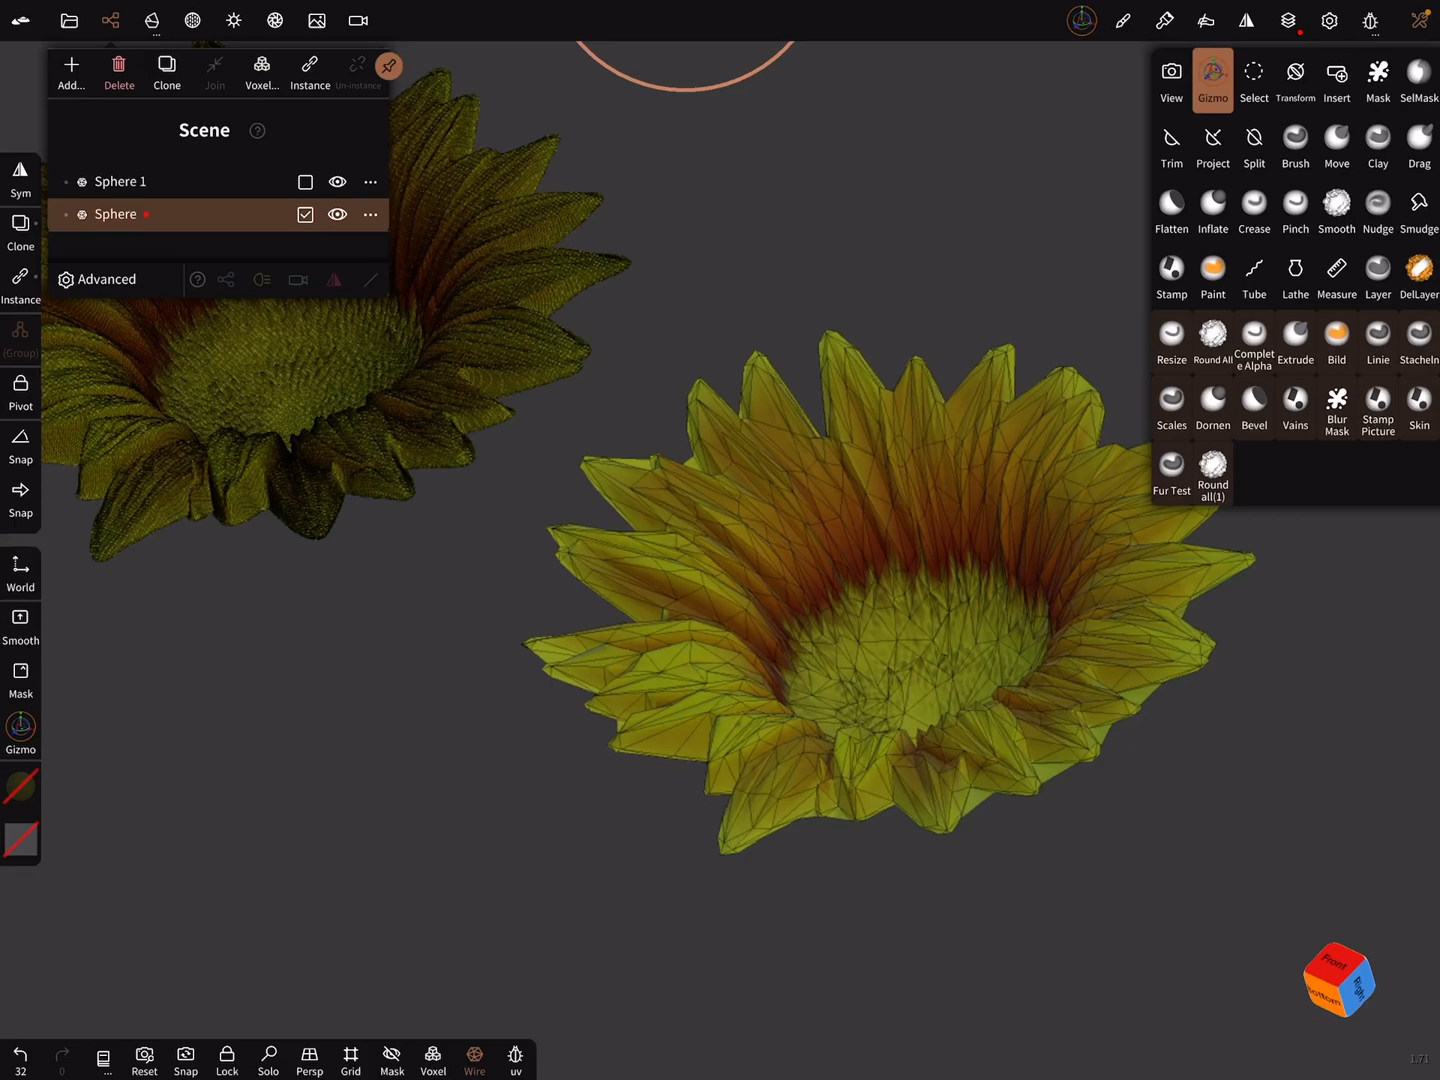 Add...
Delete
Clone
Join
Voxel...
Instance
Un-instance
Scene
?
Sphere 1
Sphere
Advanced
?
Sym
Clone
Instance
(Group)
Pivot
Snap
Snap
World
Smooth
Mask
Gizmo
View
Gizmo
Select
Transform
Insert
Mask
SelMask
Trim
Project
Split
Brush
Move
Clay
Drag
Flatten
Inflate
Crease
Pinch
Smooth
Nudge
Smudge
Stamp
Paint
Tube
Lathe
Measure
Layer
DelLayer
Resize
Round All
Complet
e Alpha
Extrude
Bild
Linie
Stacheln
Scales
Dornen
Bevel
Vains
Blur
Mask
Stamp
Picture
Skin
Fur Test
Round
all(1)
Front
Bottom
Right
32
0
...
Reset
Snap
Lock
Solo
Persp
Grid
Mask
Voxel
Wire
uv
1.71